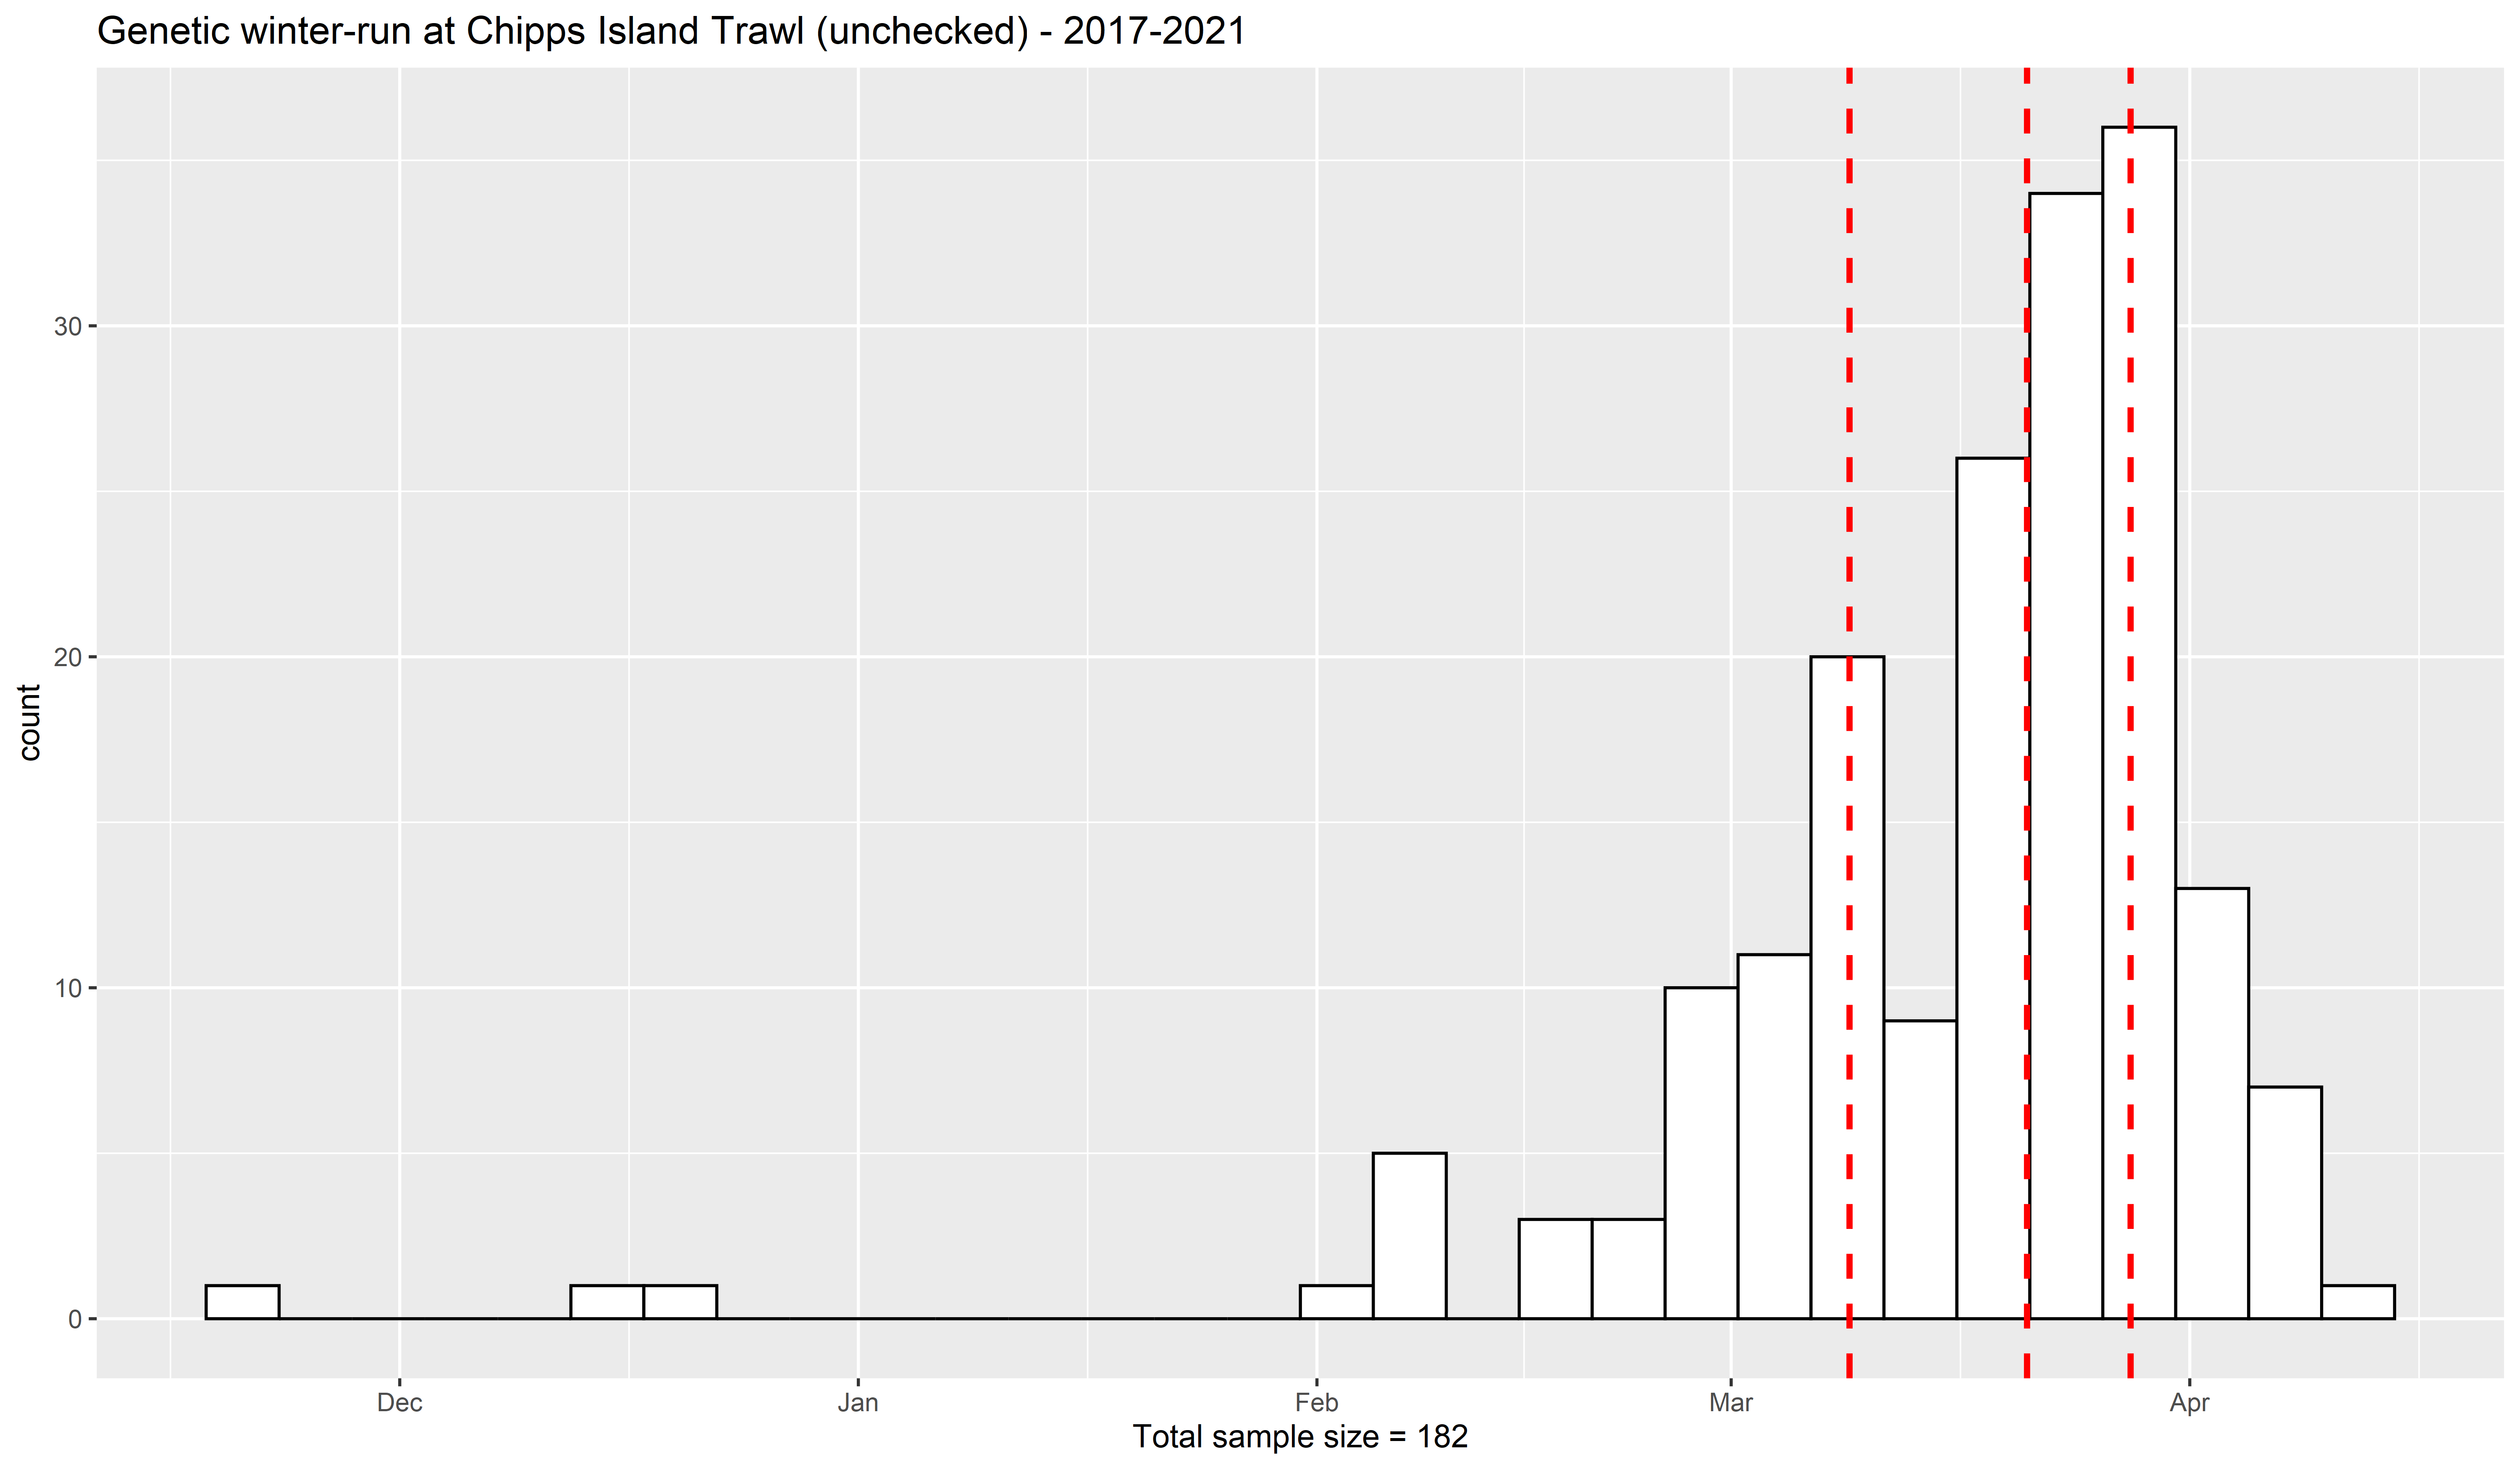 Genetic winter-run at Chipps Island Trawl (unchecked) - 2017-2021
count
30
20
10
0
Dec Jan Feb Mar Apr
Total sample size = 182